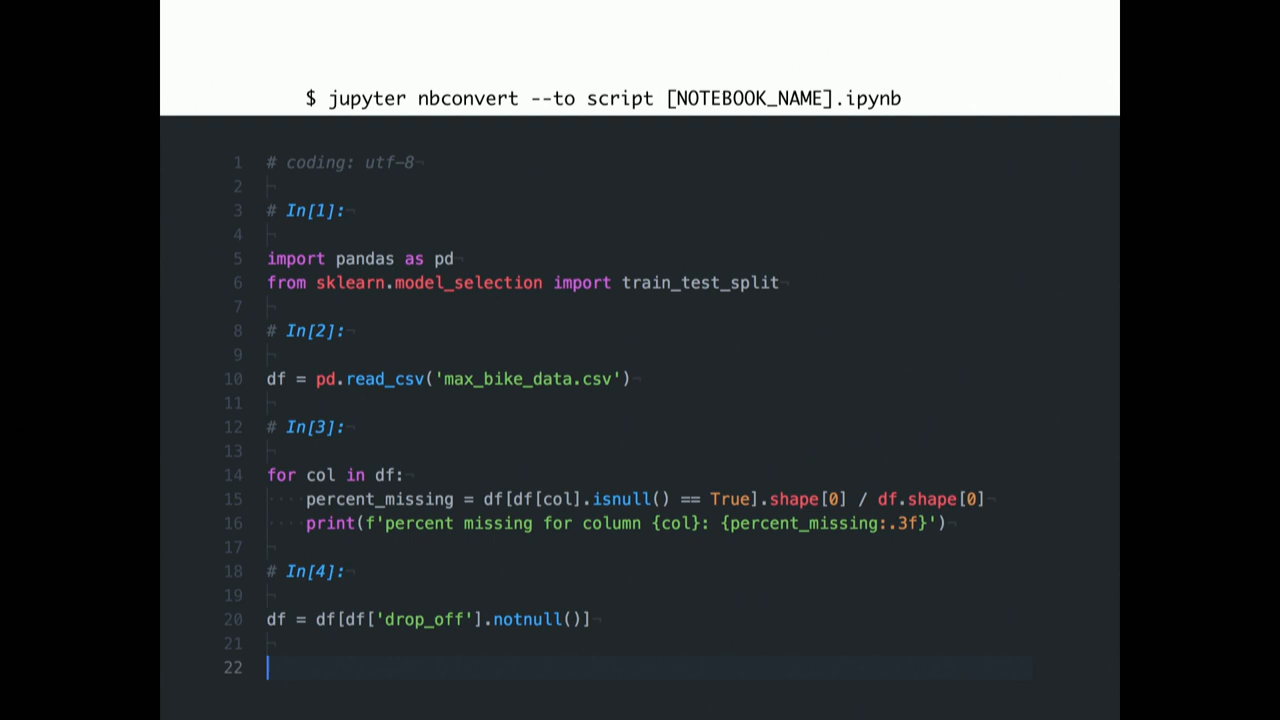 $ jupyter nbconvert --to script [NOTEBOOK_NAME].ipynb
1 # coding: utf-8¬
2 ¬
3 # In[1]:¬
4 ¬
5 import pandas as pd¬
6 from sklearn.model_selection import train_test_split¬
7 ¬
8 # In[2]:¬
9 ¬
10 df = pd.read_csv('max_bike_data.csv')¬
11 ¬
12 # In[3]:¬
13 ¬
14 for col in df:¬
15 ····percent_missing = df[df[col].isnull() == True].shape[0] / df.shape[0]¬
16 ····print(f'percent missing for column {col}: {percent_missing:.3f}')¬
17 ¬
18 # In[4]:¬
19 ¬
20 df = df[df['drop_off'].notnull()]¬
21 ¬
22